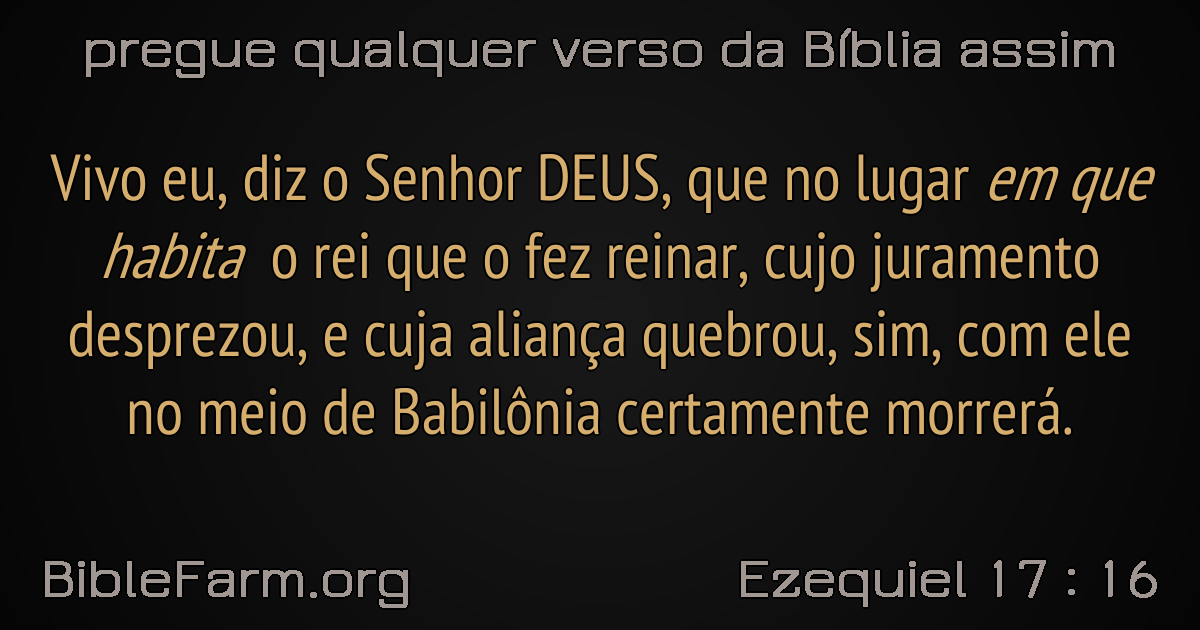 pregue qualquer verso da Bíblia assim
Vivo eu, diz o Senhor DEUS, que no lugar em que
habita o rei que o fez reinar, cujo juramento
desprezou, e cuja aliança quebrou, sim, com ele
no meio de Babilônia certamente morrerá.
BibleFarm.org
Ezequiel 17 : 16